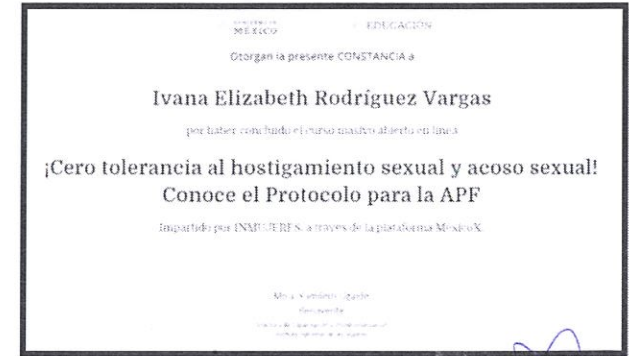 MÉXICO EDUCACIÓN
Otorgan la presente CONSTANCIA a
Ivana Elizabeth Rodríguez Vargas
por haber concluido el curso masivo abierto en línea
¡Cero tolerancia al hostigamiento sexual y acoso sexual!
Conoce el Protocolo para la APF
Impartido por INMUJERES, a través de la plataforma MéxicoX